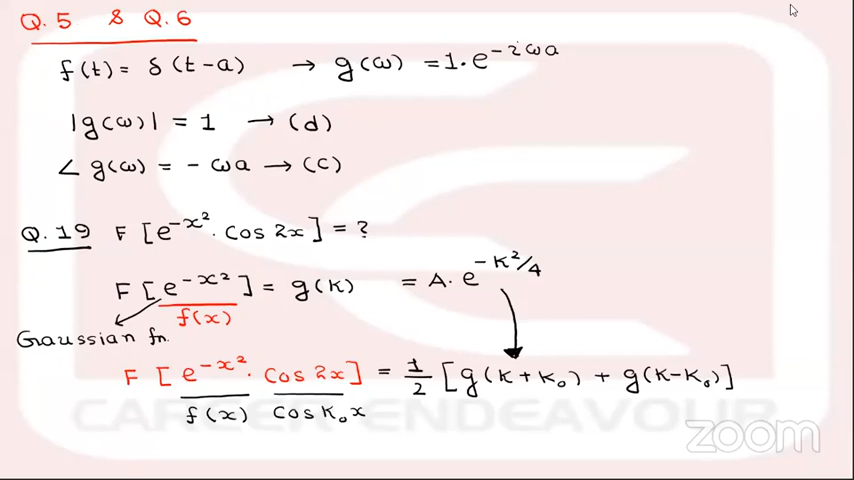 Q.5 & Q.6
f(t) = δ(t-a) → g(ω) = 1·e^{-iωa}
|g(ω)| = 1 → (d)
∠g(ω) = -ωa → (c)
Q.19 F[e^{-x²}·cos 2x] = ?
F[e^{-x²}] = g(k) = A·e^{-k²/4}
f(x)
Graussian fn.
F[e^{-x²}·cos 2x] = 1/2 [g(k+k₀) + g(k-k₀)]
f(x) cos k₀x
CAREER ENDEAVOUR
zoom